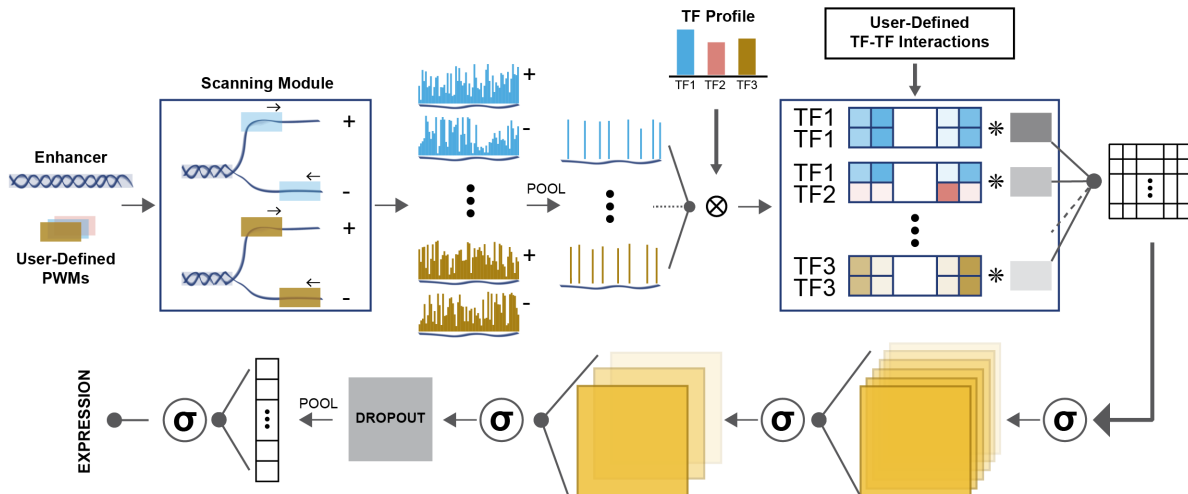 TF Profile
User-Defined
TF-TF Interactions
TF1 TF2 TF3
Scanning Module
Enhancer
User-Defined
PWMs
+
-
+
-
+
-
POOL
+
-
TF1
TF1
TF1
TF2
TF3
TF3
EXPRESSION
σ
POOL
DROPOUT
σ
σ
σ